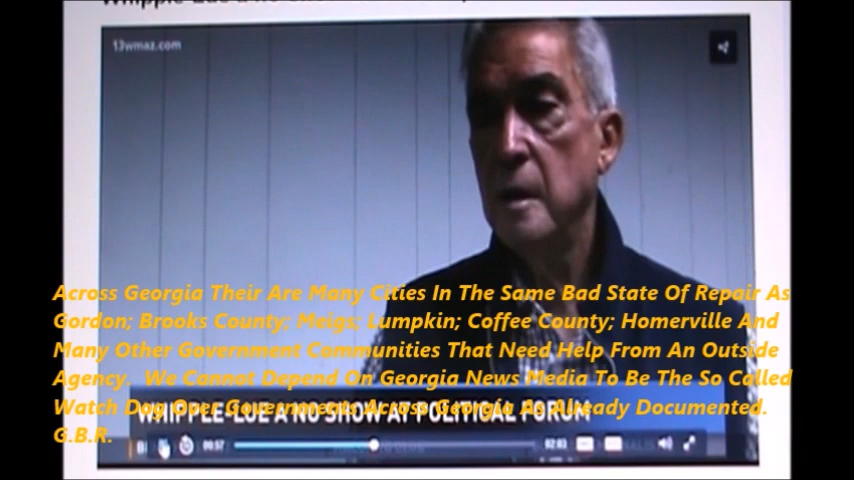 13wmaz.com
Across Georgia Their Are Many Cities In The Same Bad State Of Repair As
Gordon; Brooks County; Meigs; Lumpkin; Coffee County; Homerville And
Many Other Government Communities That Need Help From An Outside
Agency. We Cannot Depend On Georgia News Media To Be The So Called
Watch Dog Over Governments Across Georgia As Already Documented.
WHIPPLE-LUE A NO SHOW AT POLITICAL FORUM
G.B.R.
00:57
02:03